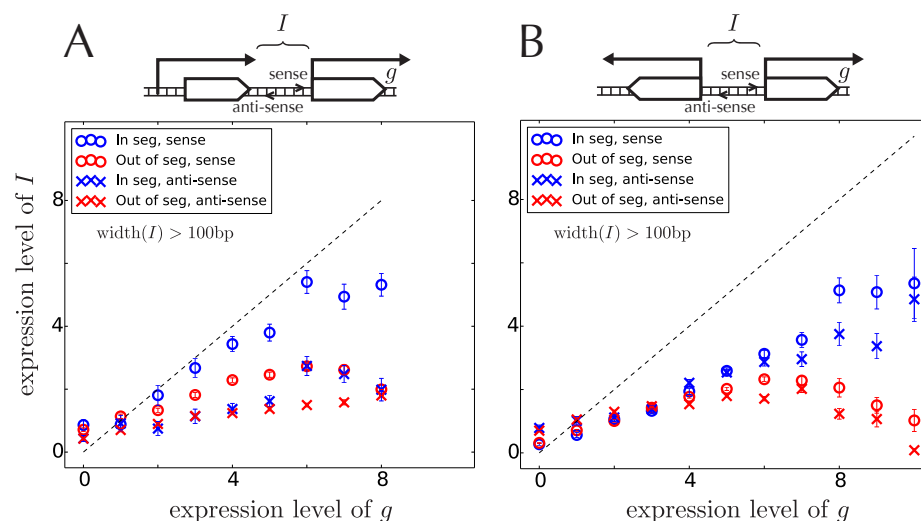 A
I
sense
g
anti-sense
In seg, sense
Out of seg, sense
In seg, anti-sense
Out of seg, anti-sense
width(I) > 100bp
expression level of I
8
4
0
0
4
8
expression level of g
B
I
sense
g
anti-sense
In seg, sense
Out of seg, sense
In seg, anti-sense
Out of seg, anti-sense
width(I) > 100bp
8
4
0
0
4
8
expression level of g